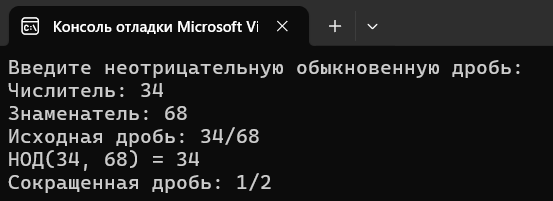 Консоль отладки Microsoft Vi
Введите неотрицательную обыкновенную дробь:
Числитель: 34
Знаменатель: 68
Исходная дробь: 34/68
НОД(34, 68) = 34
Сокращенная дробь: 1/2